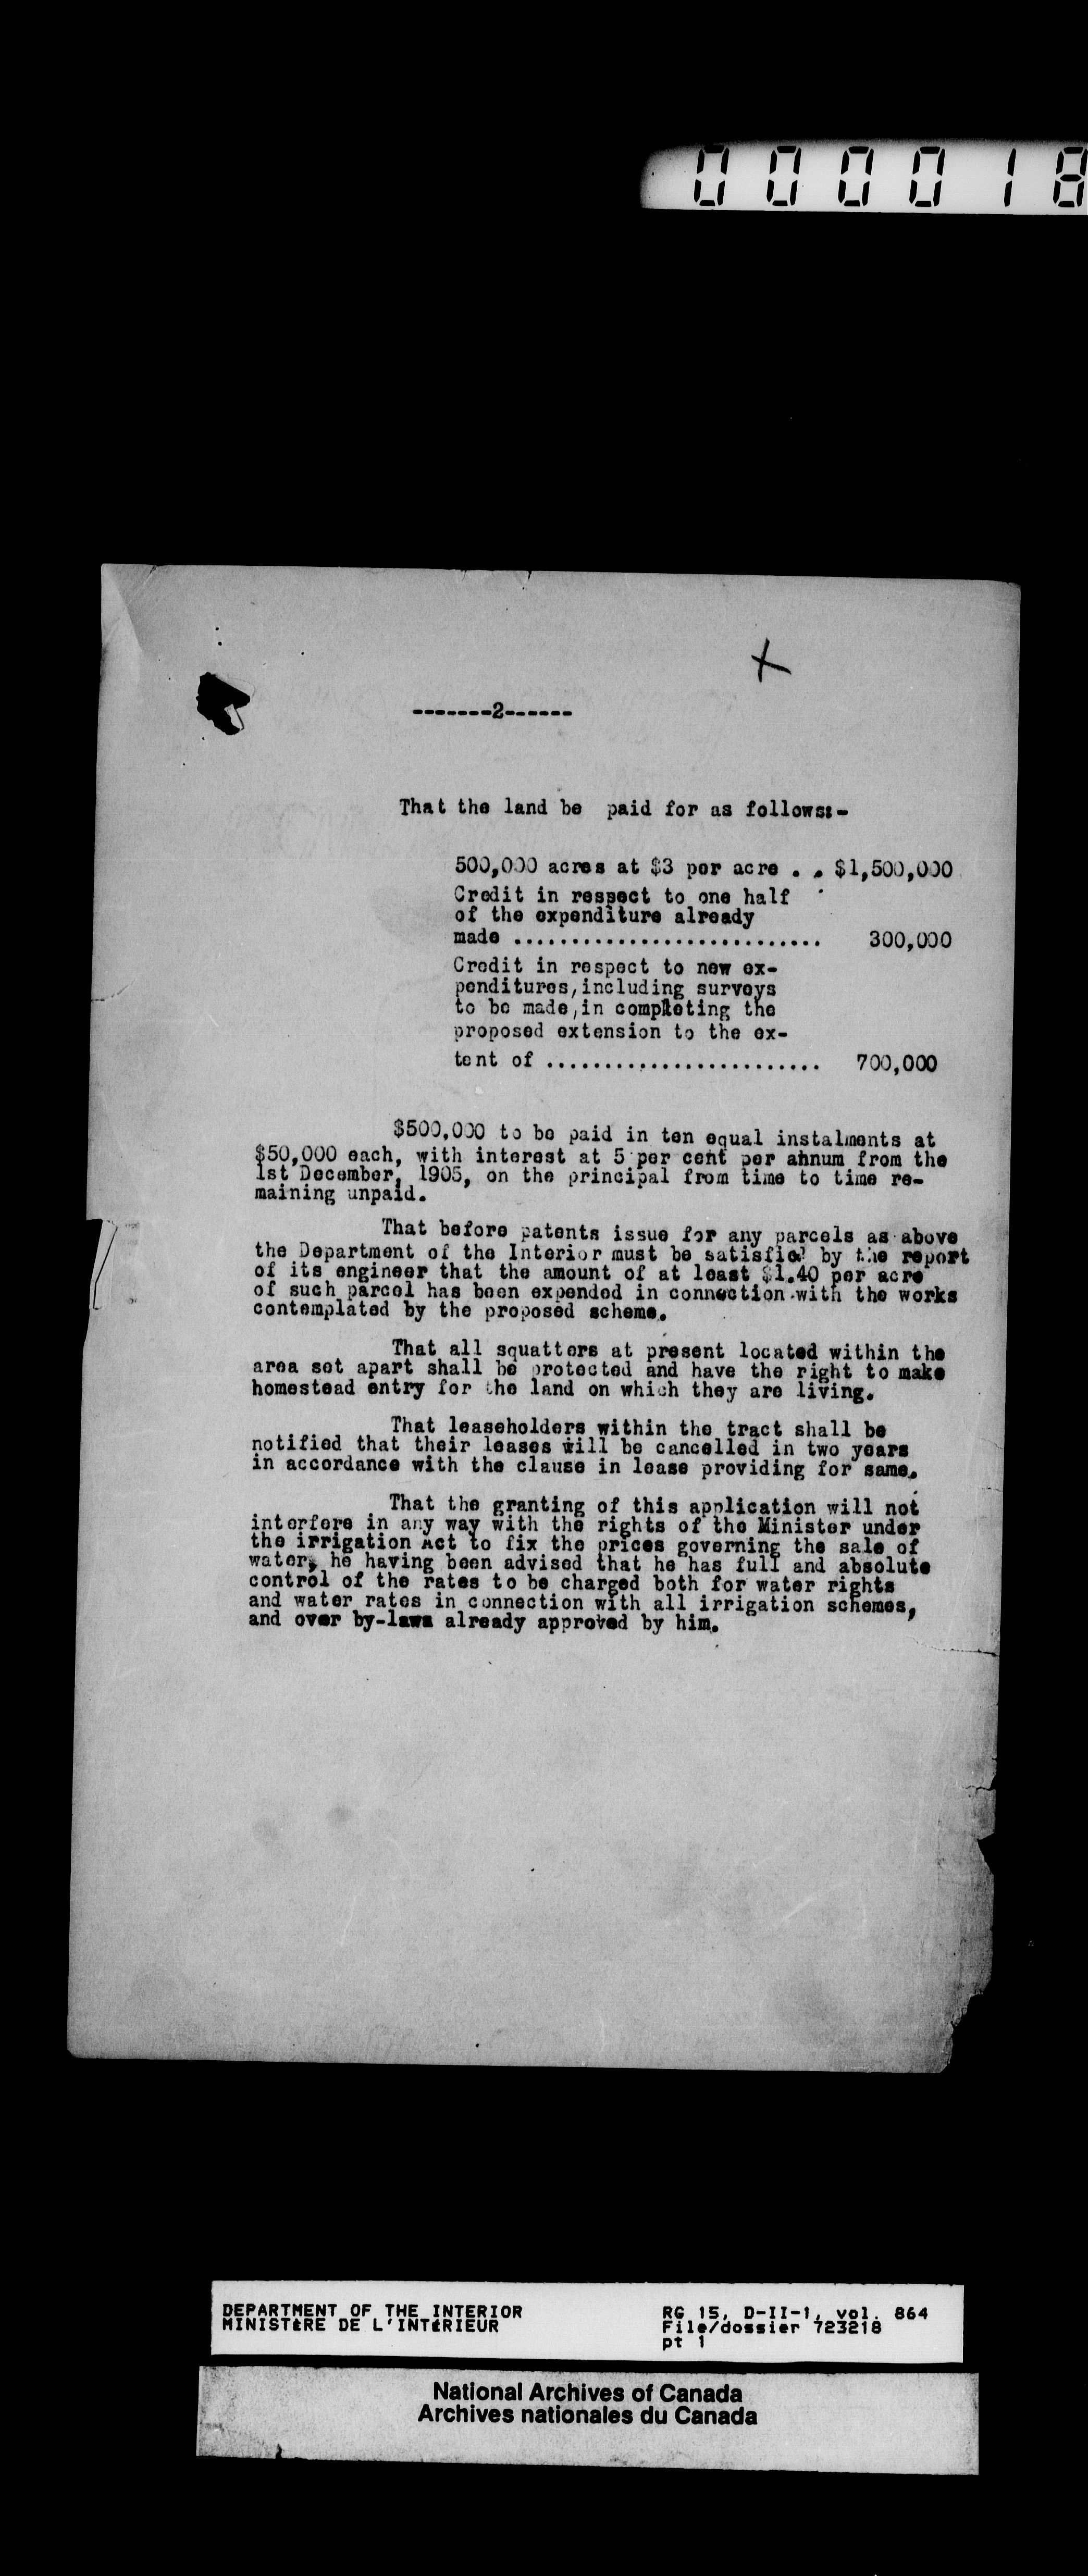 000018
-------2------
That the land be paid for as follows:-
500,000 acres at $3 per acre . . $1,500,000
Credit in respect to one half
of the expenditure already
made ........................... 300,000
Credit in respect to new ex-
penditures, including surveys
to be made, in completing the
proposed extension to the ex-
tent of ........................ 700,000
$500,000 to be paid in ten equal instalments at
$50,000 each, with interest at 5 per cent per annum from the
1st December, 1905, on the principal from time to time re-
maining unpaid.
That before patents issue for any parcels as above
the Department of the Interior must be satisfied by the report
of its engineer that the amount of at least $1.40 per acre
of such parcel has been expended in connection with the works
contemplated by the proposed scheme.
That all squatters at present located within the
area set apart shall be protected and have the right to make
homestead entry for the land on which they are living.
That leaseholders within the tract shall be
notified that their leases will be cancelled in two years
in accordance with the clause in lease providing for same.
That the granting of this application will not
interfere in any way with the rights of the Minister under
the irrigation Act to fix the prices governing the sale of
water, he having been advised that he has full and absolute
control of the rates to be charged both for water rights
and water rates in connection with all irrigation schemes,
and over by-laws already approved by him.
DEPARTMENT OF THE INTERIOR
MINISTÈRE DE L'INTÉRIEUR
RG 15, D-II-1, vol. 864
File/dossier 723218
pt 1
National Archives of Canada
Archives nationales du Canada